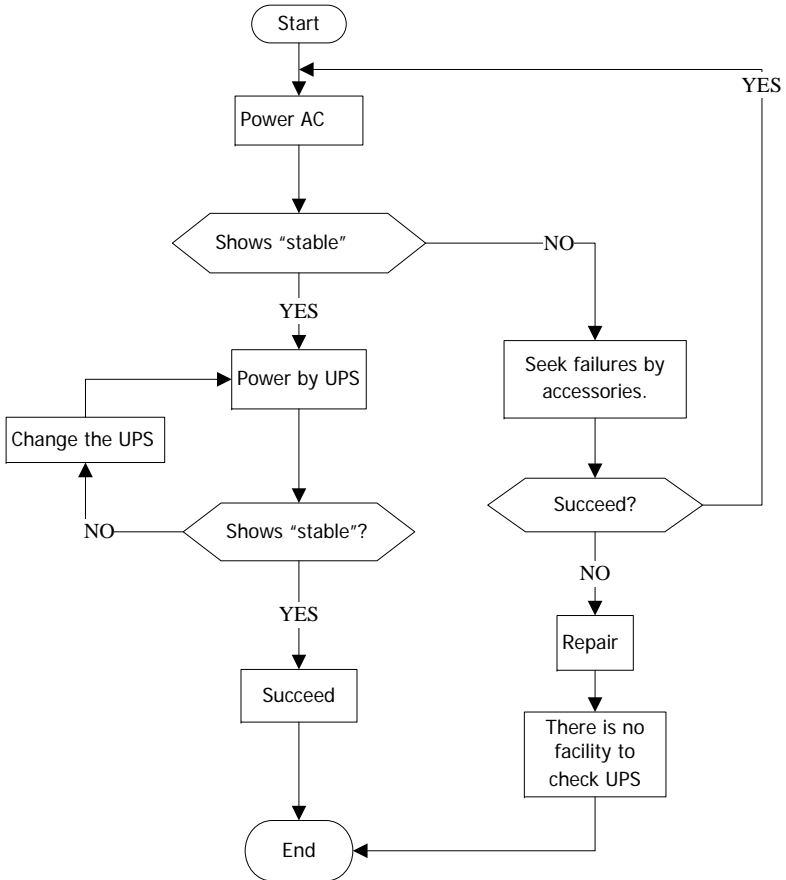 Start
YES
Power AC
Shows “stable”
NO
YES
Power by UPS
Seek failures by
accessories.
Change the UPS
Succeed?
Shows “stable”?
NO
NO
YES
Repair
Succeed
There is no
facility to
check UPS
End